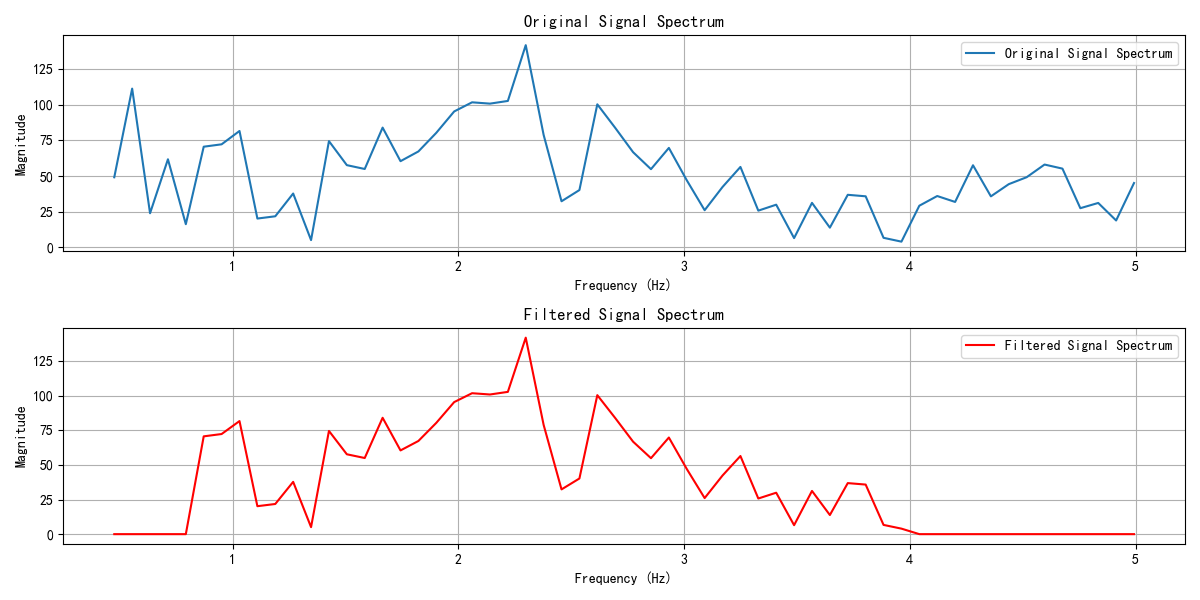 Original Signal Spectrum
Original Signal Spectrum
125
100
75
50
25
0
Magnitude
1 2 3 4 5
Frequency (Hz)
Filtered Signal Spectrum
Filtered Signal Spectrum
125
100
75
50
25
0
Magnitude
1 2 3 4 5
Frequency (Hz)